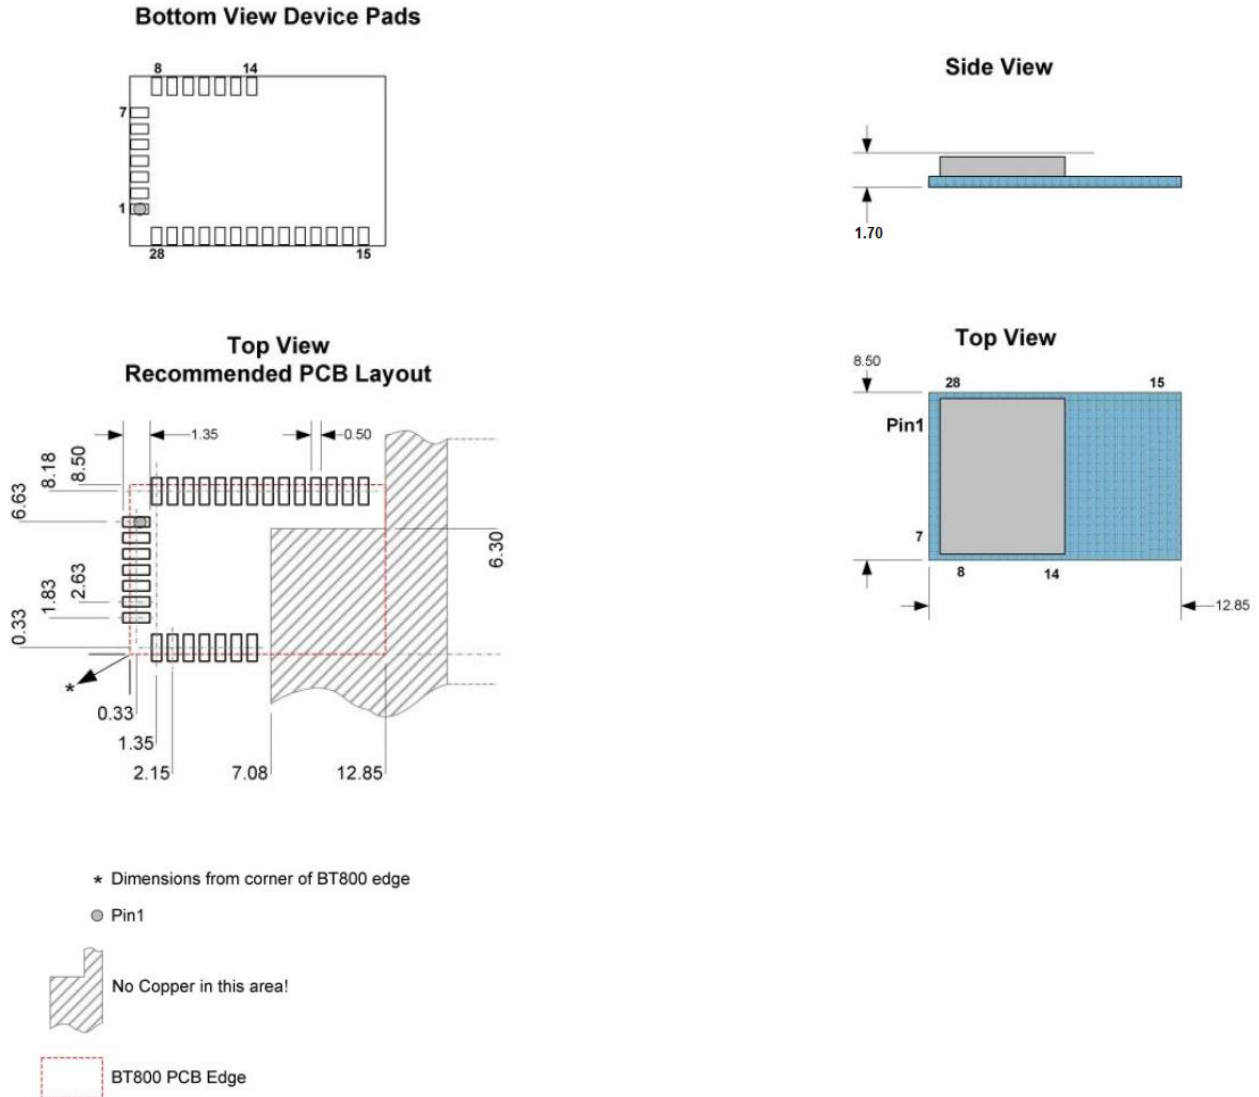 Bottom View Device Pads
8
14
7
1
28
15
Side View
1.70
Top View
Recommended PCB Layout
1.35
0.50
8.50
8.18
6.63
2.63
1.83
0.33
6.30
*
0.33
1.35
2.15
7.08
12.85
Top View
8.50
28
15
Pin1
7
8
14
12.85
* Dimensions from corner of BT800 edge
Pin1
No Copper in this area!
BT800 PCB Edge